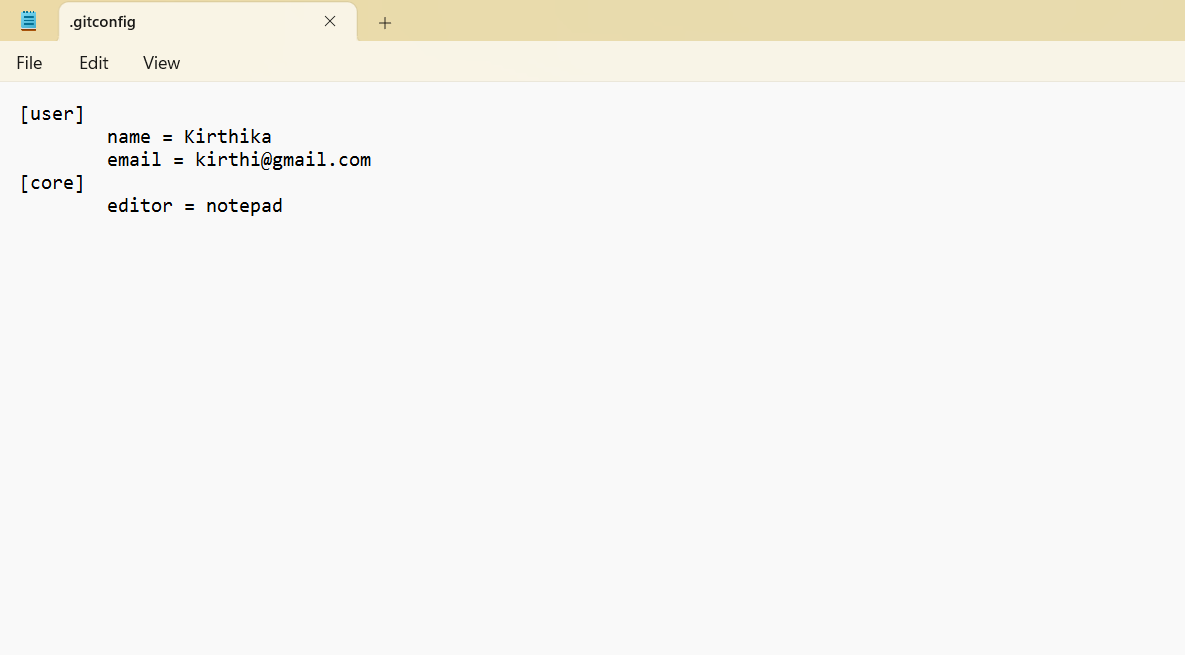 .gitconfig
File Edit View
[user]
name = Kirthika
email = kirthi@gmail.com
[core]
editor = notepad